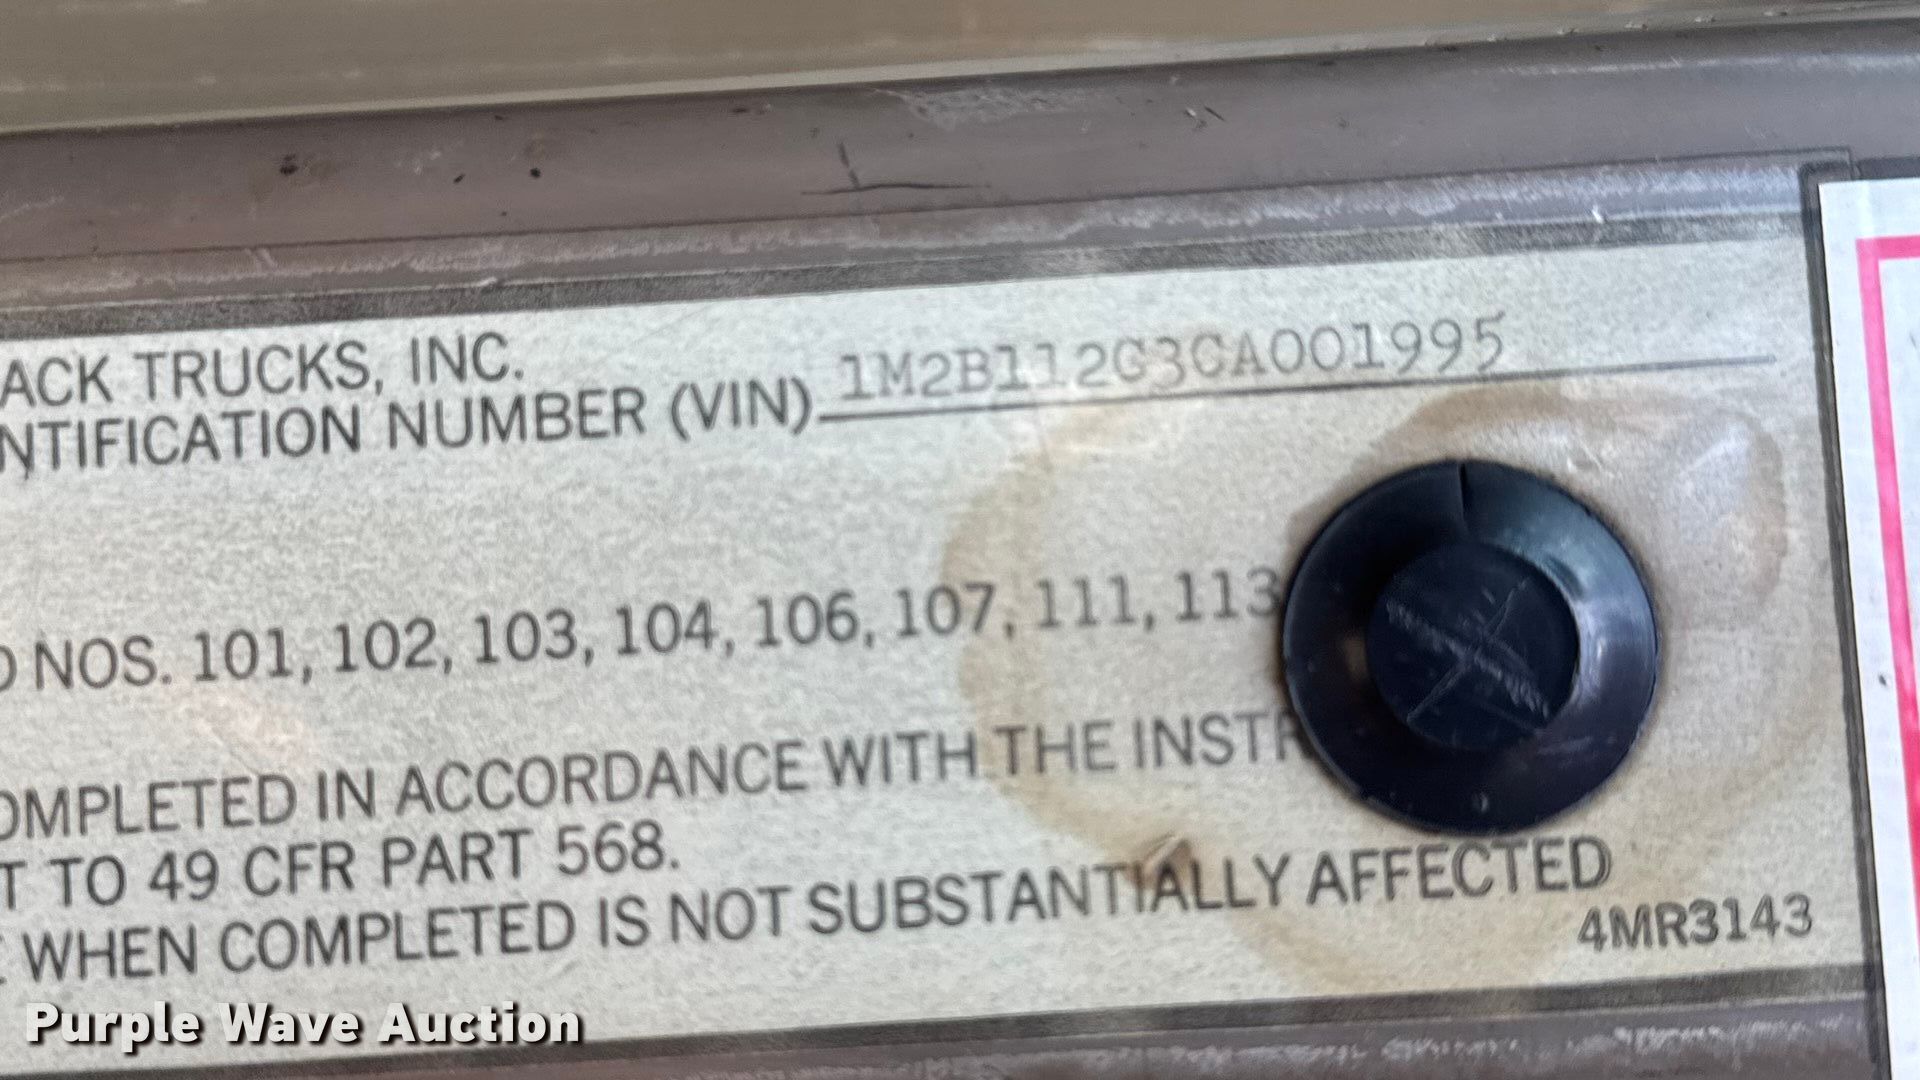 ACK TRUCKS, INC.
NTIFICATION NUMBER (VIN) 1M2B112C3CA001995
D NOS. 101, 102, 103, 104, 106, 107, 111, 113
OMPLETED IN ACCORDANCE WITH THE INSTR
T TO 49 CFR PART 568.
E WHEN COMPLETED IS NOT SUBSTANTIALLY AFFECTED
4MR3143
Purple Wave Auction